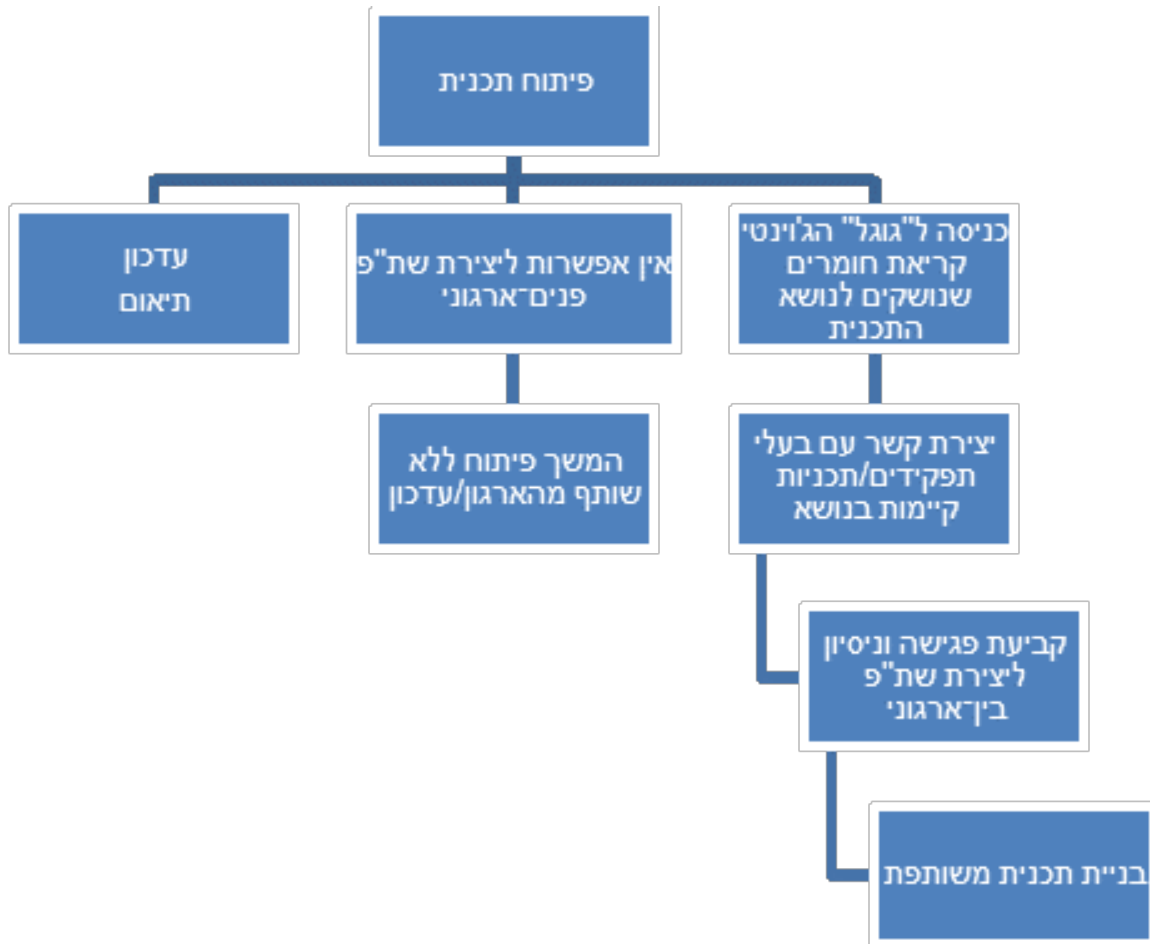 פיתוח תכנית
כניסה ל"גוגל" הג'וינטי
קריאת חומרים
שנושקים לנושא
התכנית
אין אפשרות ליצירת שת"פ
פנים־ארגוני
עדכון
תיאום
יצירת קשר עם בעלי
תפקידים/תכניות
קיימות בנושא
המשך פיתוח ללא
שותף מהארגון/עדכון
קביעת פגישה וניסיון
ליצירת שת"פ
בין־ארגוני
בניית תכנית משותפת